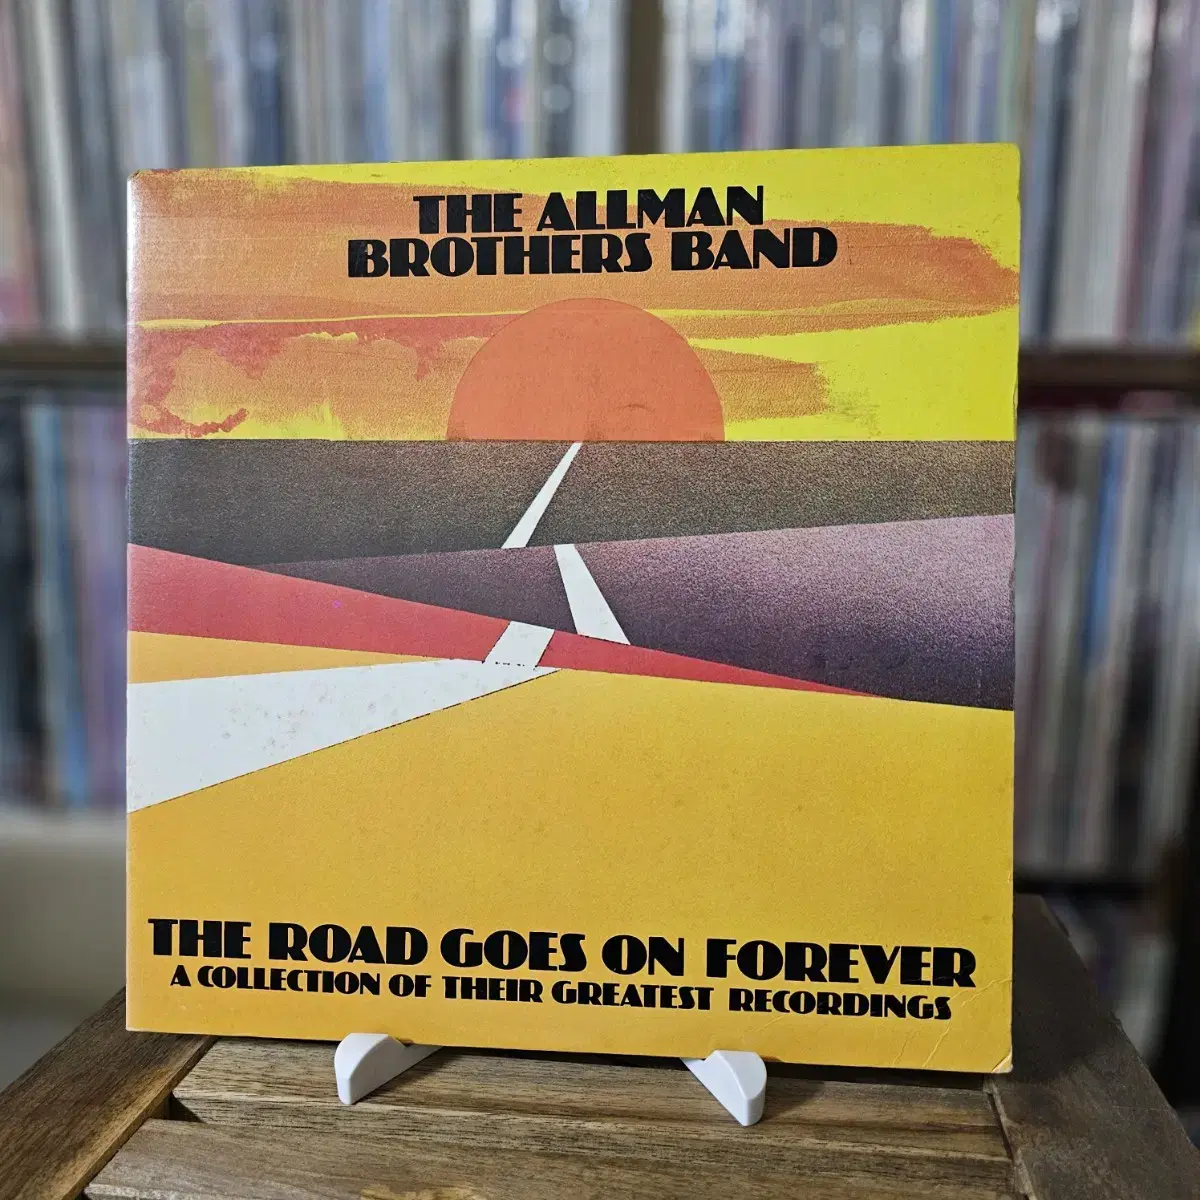 THE ALLMAN
BROTHERS BAND
THE ROAD GOES ON FOREVER
A COLLECTION OF THEIR GREATEST RECORDINGS